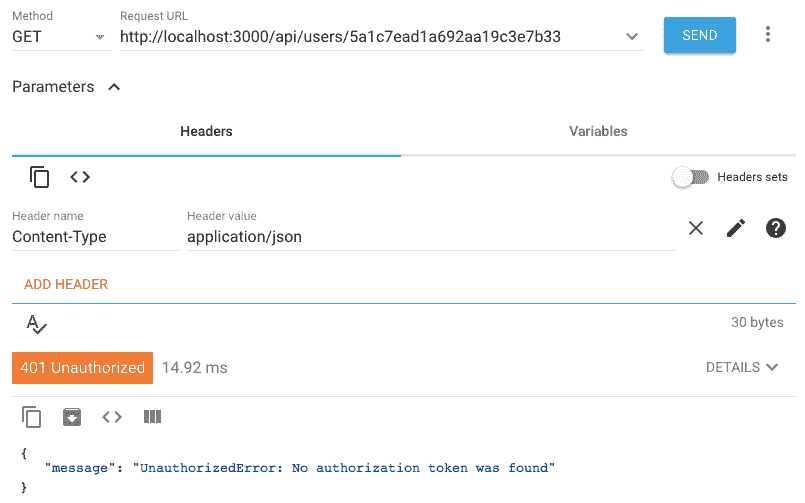 Method Request URL
GET http://localhost:3000/api/users/5a1c7ead1a692aa19c3e7b33 SEND
Parameters
Headers Variables
Headers sets
Header name Header value
Content-Type application/json
ADD HEADER
30 bytes
401 Unauthorized 14.92 ms DETAILS
{
"message": "UnauthorizedError: No authorization token was found"
}